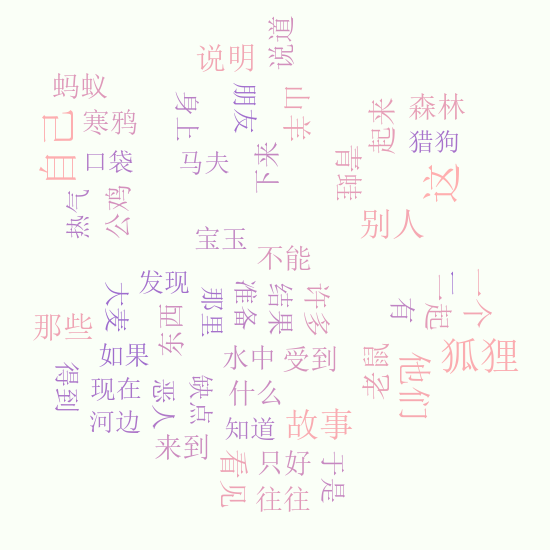 说道
说明
蚂蚁
身上
朋友
山羊
起来
森林
自己
寒鸦
猎狗
口袋
马夫
下来
青蛙
这
热气
公鸡
别人
宝玉
不能
大麦
发现
那里
准备
结果
许多
有
一起
一个
那些
东西
如果
水中
受到
老鼠
他们
狐狸
得到
现在
恶人
缺点
什么
河边
知道
故事
来到
看见
只好
于是
往往